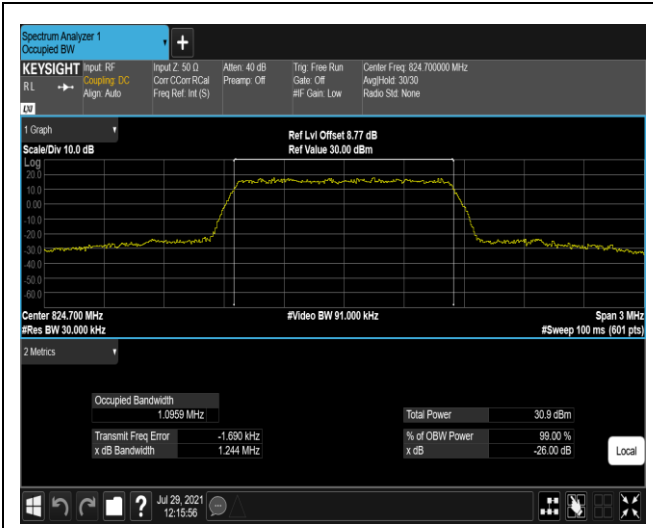 Spectrum Analyzer 1
Occupied BW
+
KEYSIGHT Input: RF Input Z: 50 Ω Atten: 40 dB Trig: Free Run Center Freq: 824.700000 MHz
R L Coupling: DC Corr CCorr RCal Preamp: Off Gate: Off Avg|Hold: 30/30
Align: Auto Freq Ref: Int (S) #IF Gain: Low Radio Std: None
LXI
1 Graph
Ref Lvl Offset 8.77 dB
Scale/Div 10.0 dB Ref Value 30.00 dBm
Log
20.0
10.0
0.00
-10.0
-20.0
-30.0
-40.0
-50.0
-60.0
Center 824.700 MHz #Video BW 91.000 kHz Span 3 MHz
#Res BW 30.000 kHz #Sweep 100 ms (601 pts)
2 Metrics
Occupied Bandwidth
1.0959 MHz Total Power 30.9 dBm
Transmit Freq Error -1.690 kHz % of OBW Power 99.00 %
x dB Bandwidth 1.244 MHz x dB -26.00 dB
Local
? Jul 29, 2021
12:15:56